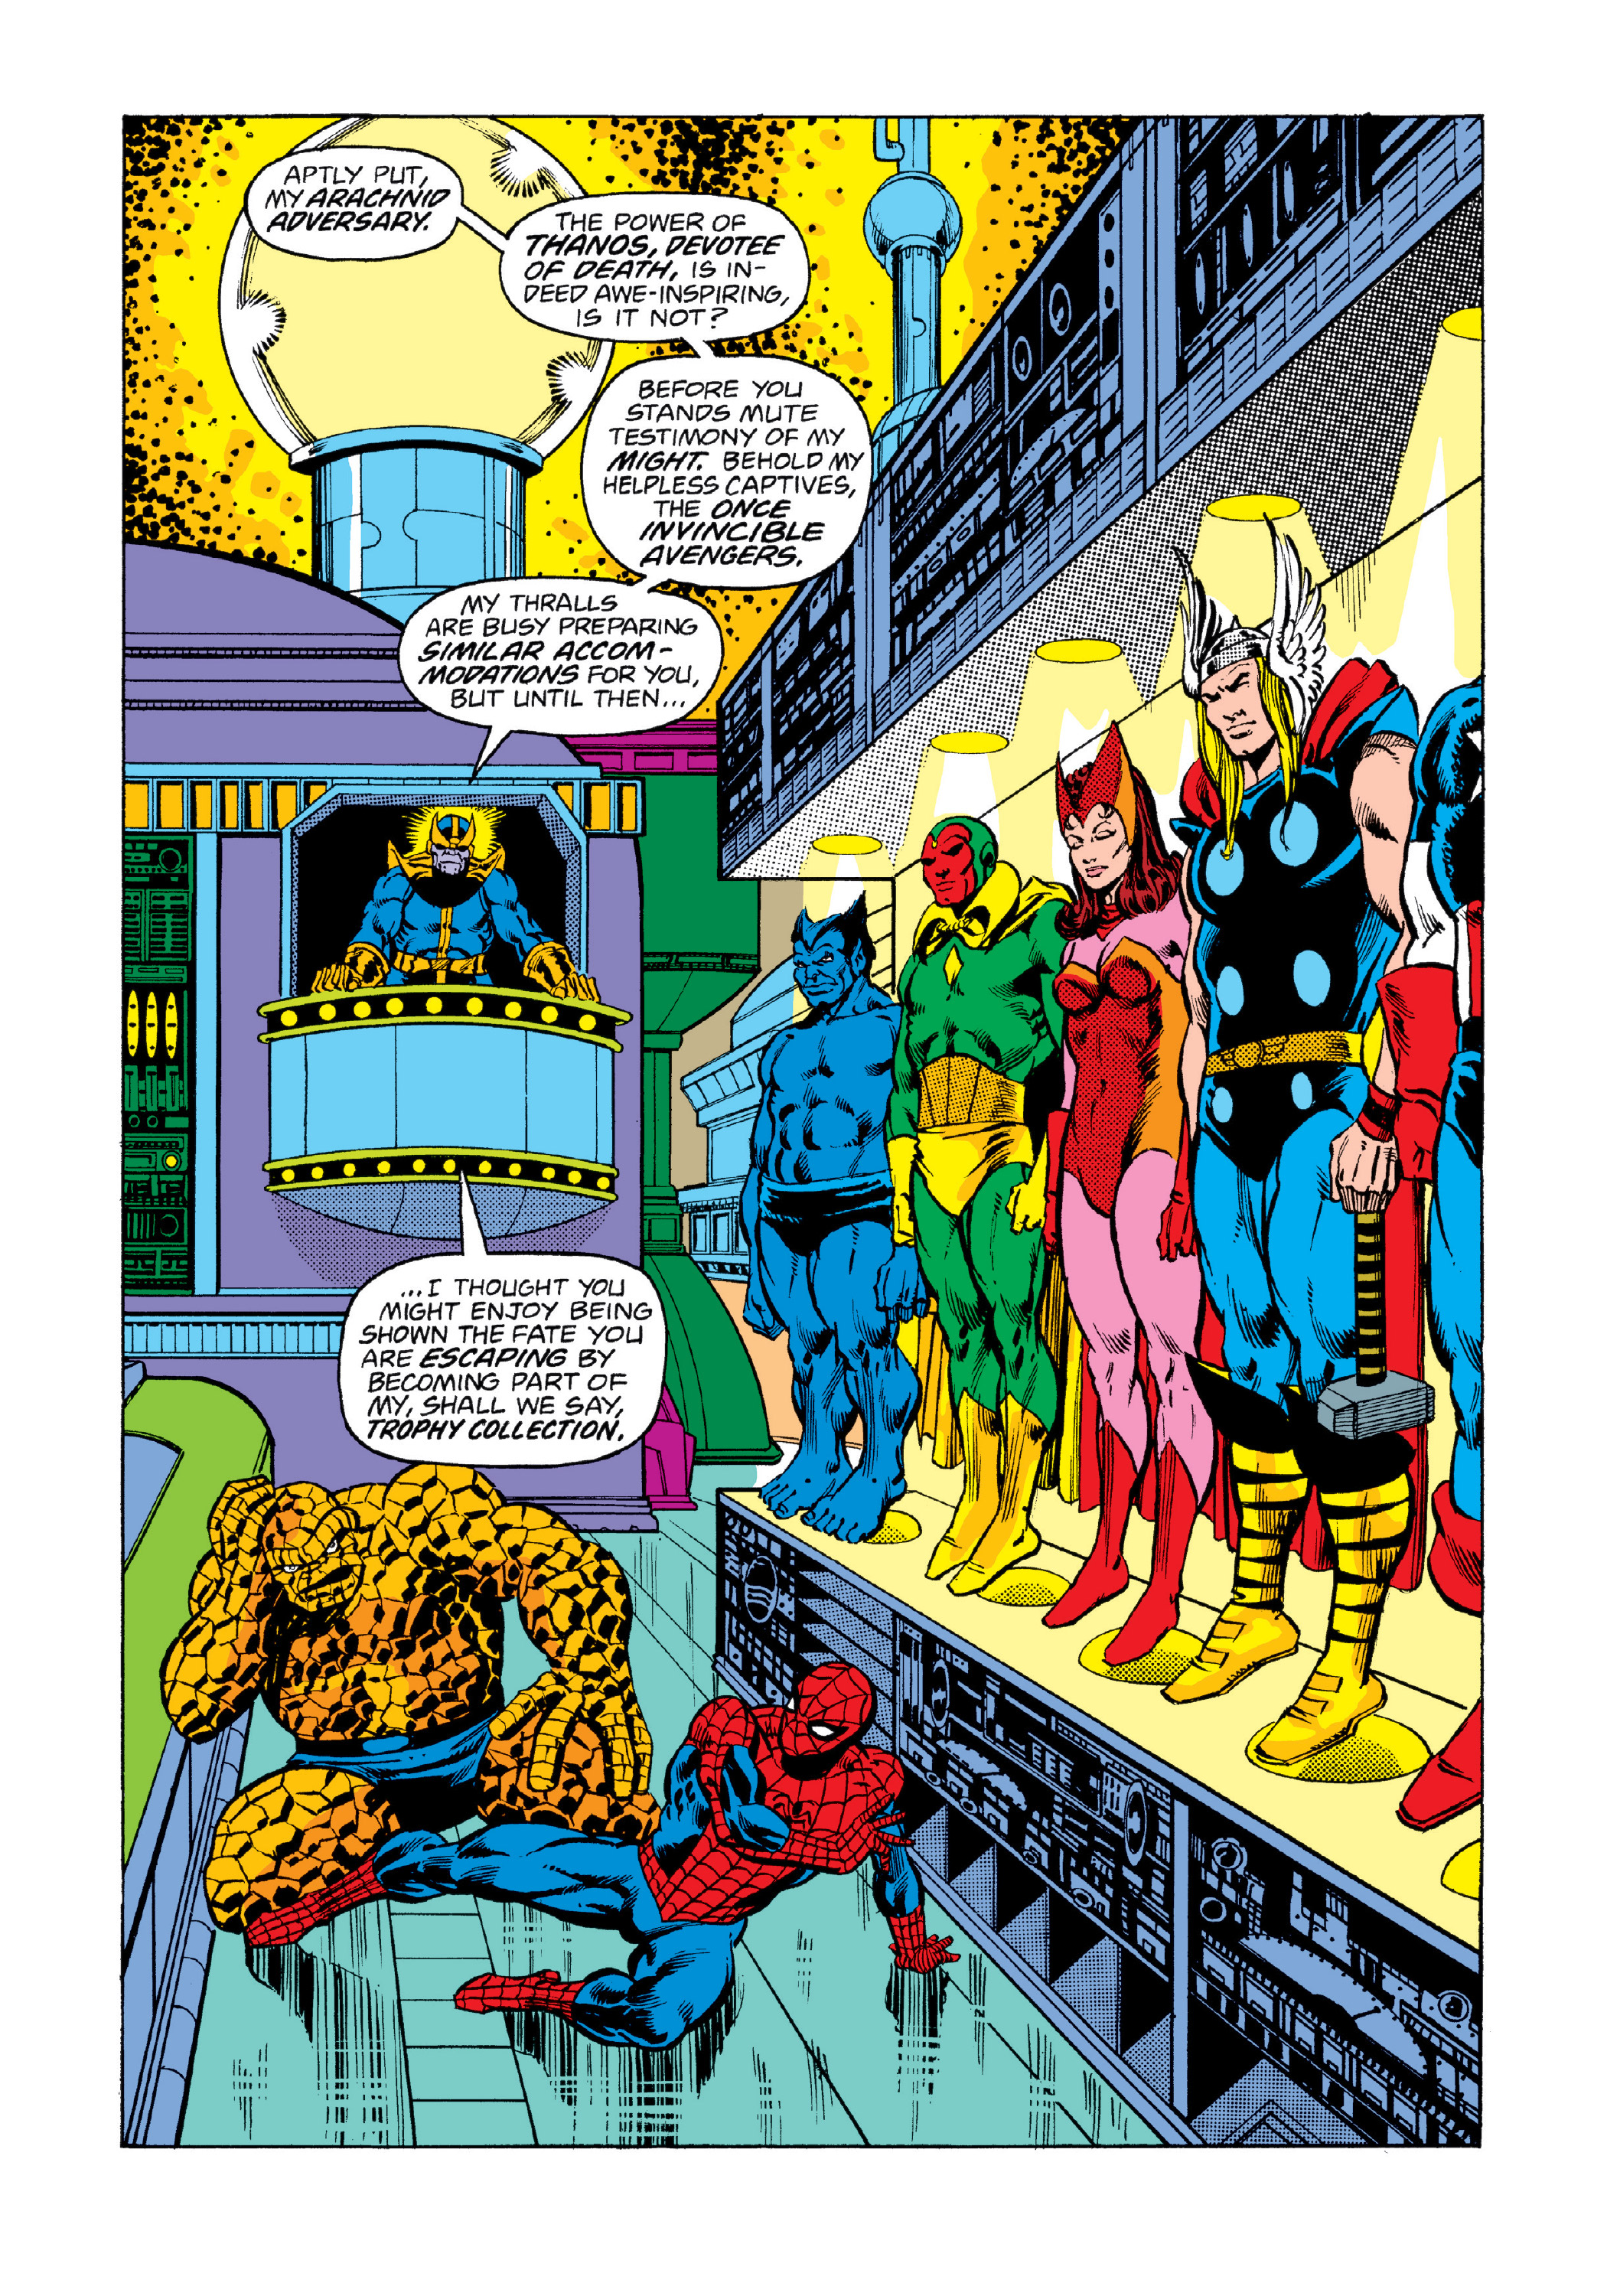 APTLY PUT,
MY ARACHNID
ADVERSARY.
THE POWER OF
THANOS, DEVOTEE
OF DEATH, IS IN-
DEED AWE-INSPIRING,
IS IT NOT?
BEFORE YOU
STANDS MUTE
TESTIMONY OF MY
MIGHT. BEHOLD MY
HELPLESS CAPTIVES,
THE ONCE
INVINCIBLE
AVENGERS.
MY THRALLS
ARE BUSY PREPARING
SIMILAR ACCOM-
MODATIONS FOR YOU,
BUT UNTIL THEN...
...I THOUGHT YOU
MIGHT ENJOY BEING
SHOWN THE FATE YOU
ARE ESCAPING BY
BECOMING PART OF
MY, SHALL WE SAY,
TROPHY COLLECTION.